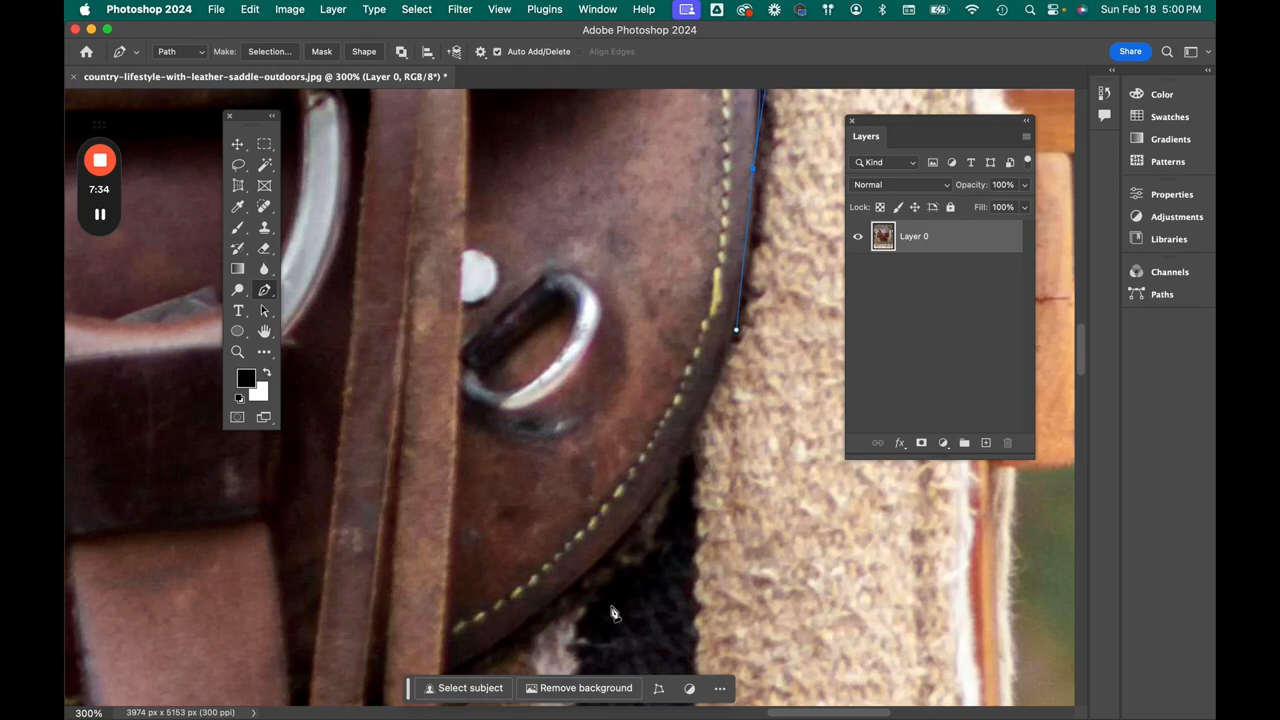 Photoshop 2024 File Edit Image Layer Type Select Filter View Plugins Window Help Sun Feb 18 5:00 PM
Adobe Photoshop 2024
Path Make: Selection... Mask Shape Auto Add/Delete Align Edges Share
country-lifestyle-with-leather-saddle-outdoors.jpg @ 300% (Layer 0, RGB/8*) *
7:34
T
Layers
Kind T
Normal Opacity: 100%
Lock: Fill: 100%
Layer 0
fx
Color
Swatches
Gradients
Patterns
Properties
Adjustments
Libraries
Channels
Paths
Select subject Remove background
300% 3974 px x 5153 px (300 ppi)